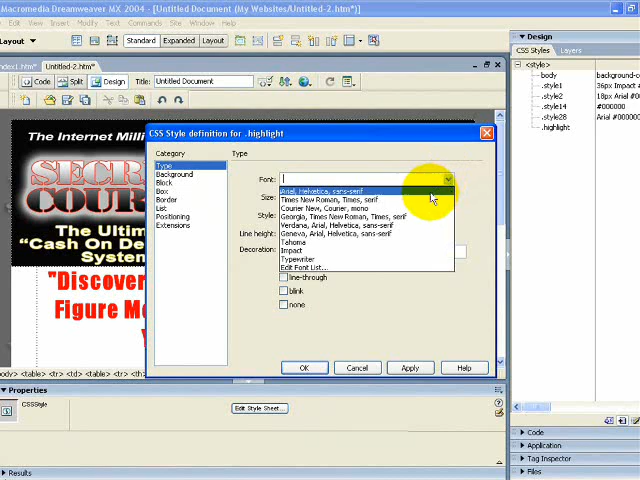 Macromedia Dreamweaver MX 2004 - [Untitled Document (My Websites/Untitled-2.htm*)]
Edit View Insert Modify Text Commands Site Window Help
Layout Standard Expanded Layout
Untitled-2.htm*
Code Split Design Title: Untitled Document
The Internet Milli
SECR
COUR
The Ultim
"Cash On De
System
"Discover
Figure Mo
CSS Style definition for .highlight
Category
Type
Background
Block
Box
Border
List
Positioning
Extensions
Type
Font:
Size:
Style:
Line height:
Decoration:
Arial, Helvetica, sans-serif
Times New Roman, Times, serif
Courier New, Courier, mono
Georgia, Times New Roman, Times, serif
Verdana, Arial, Helvetica, sans-serif
Geneva, Arial, Helvetica, sans-serif
Tahoma
Impact
Typewriter
Edit Font List...
line-through
blink
none
OK Cancel Apply Help
<table> <tr> <td> <table> <tr> <td>
Properties
CSSStyle
Edit Style Sheet...
Results
Design
CSS Styles Layers
<style>
body background-c
.style1 36px Impact #
.style2 18px Arial #0
.style14 #000000
.style28 Arial #0000
.highlight
Code
Application
Tag Inspector
Files